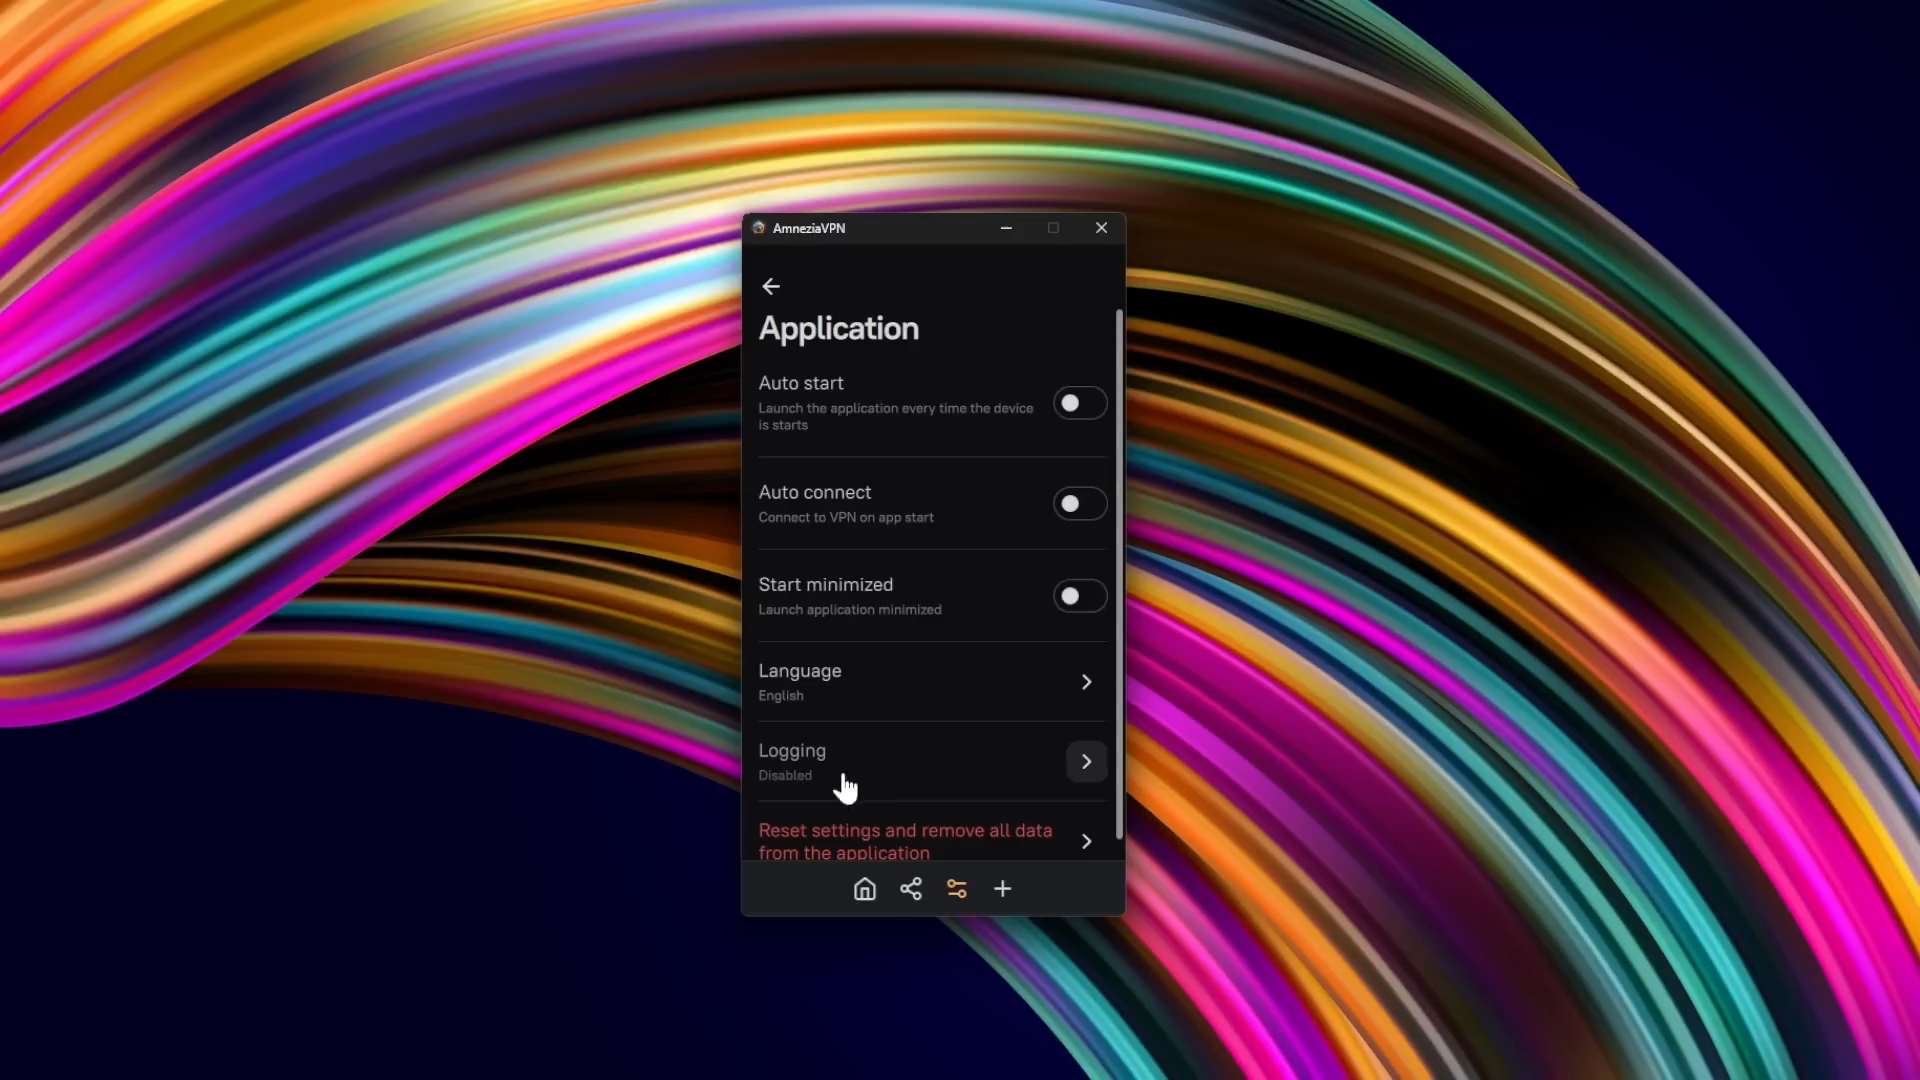 AmneziaVPN
Application
Auto start
Launch the application every time the device
is starts
Auto connect
Connect to VPN on app start
Start minimized
Launch application minimized
Language
English
Logging
Disabled
Reset settings and remove all data
from the application